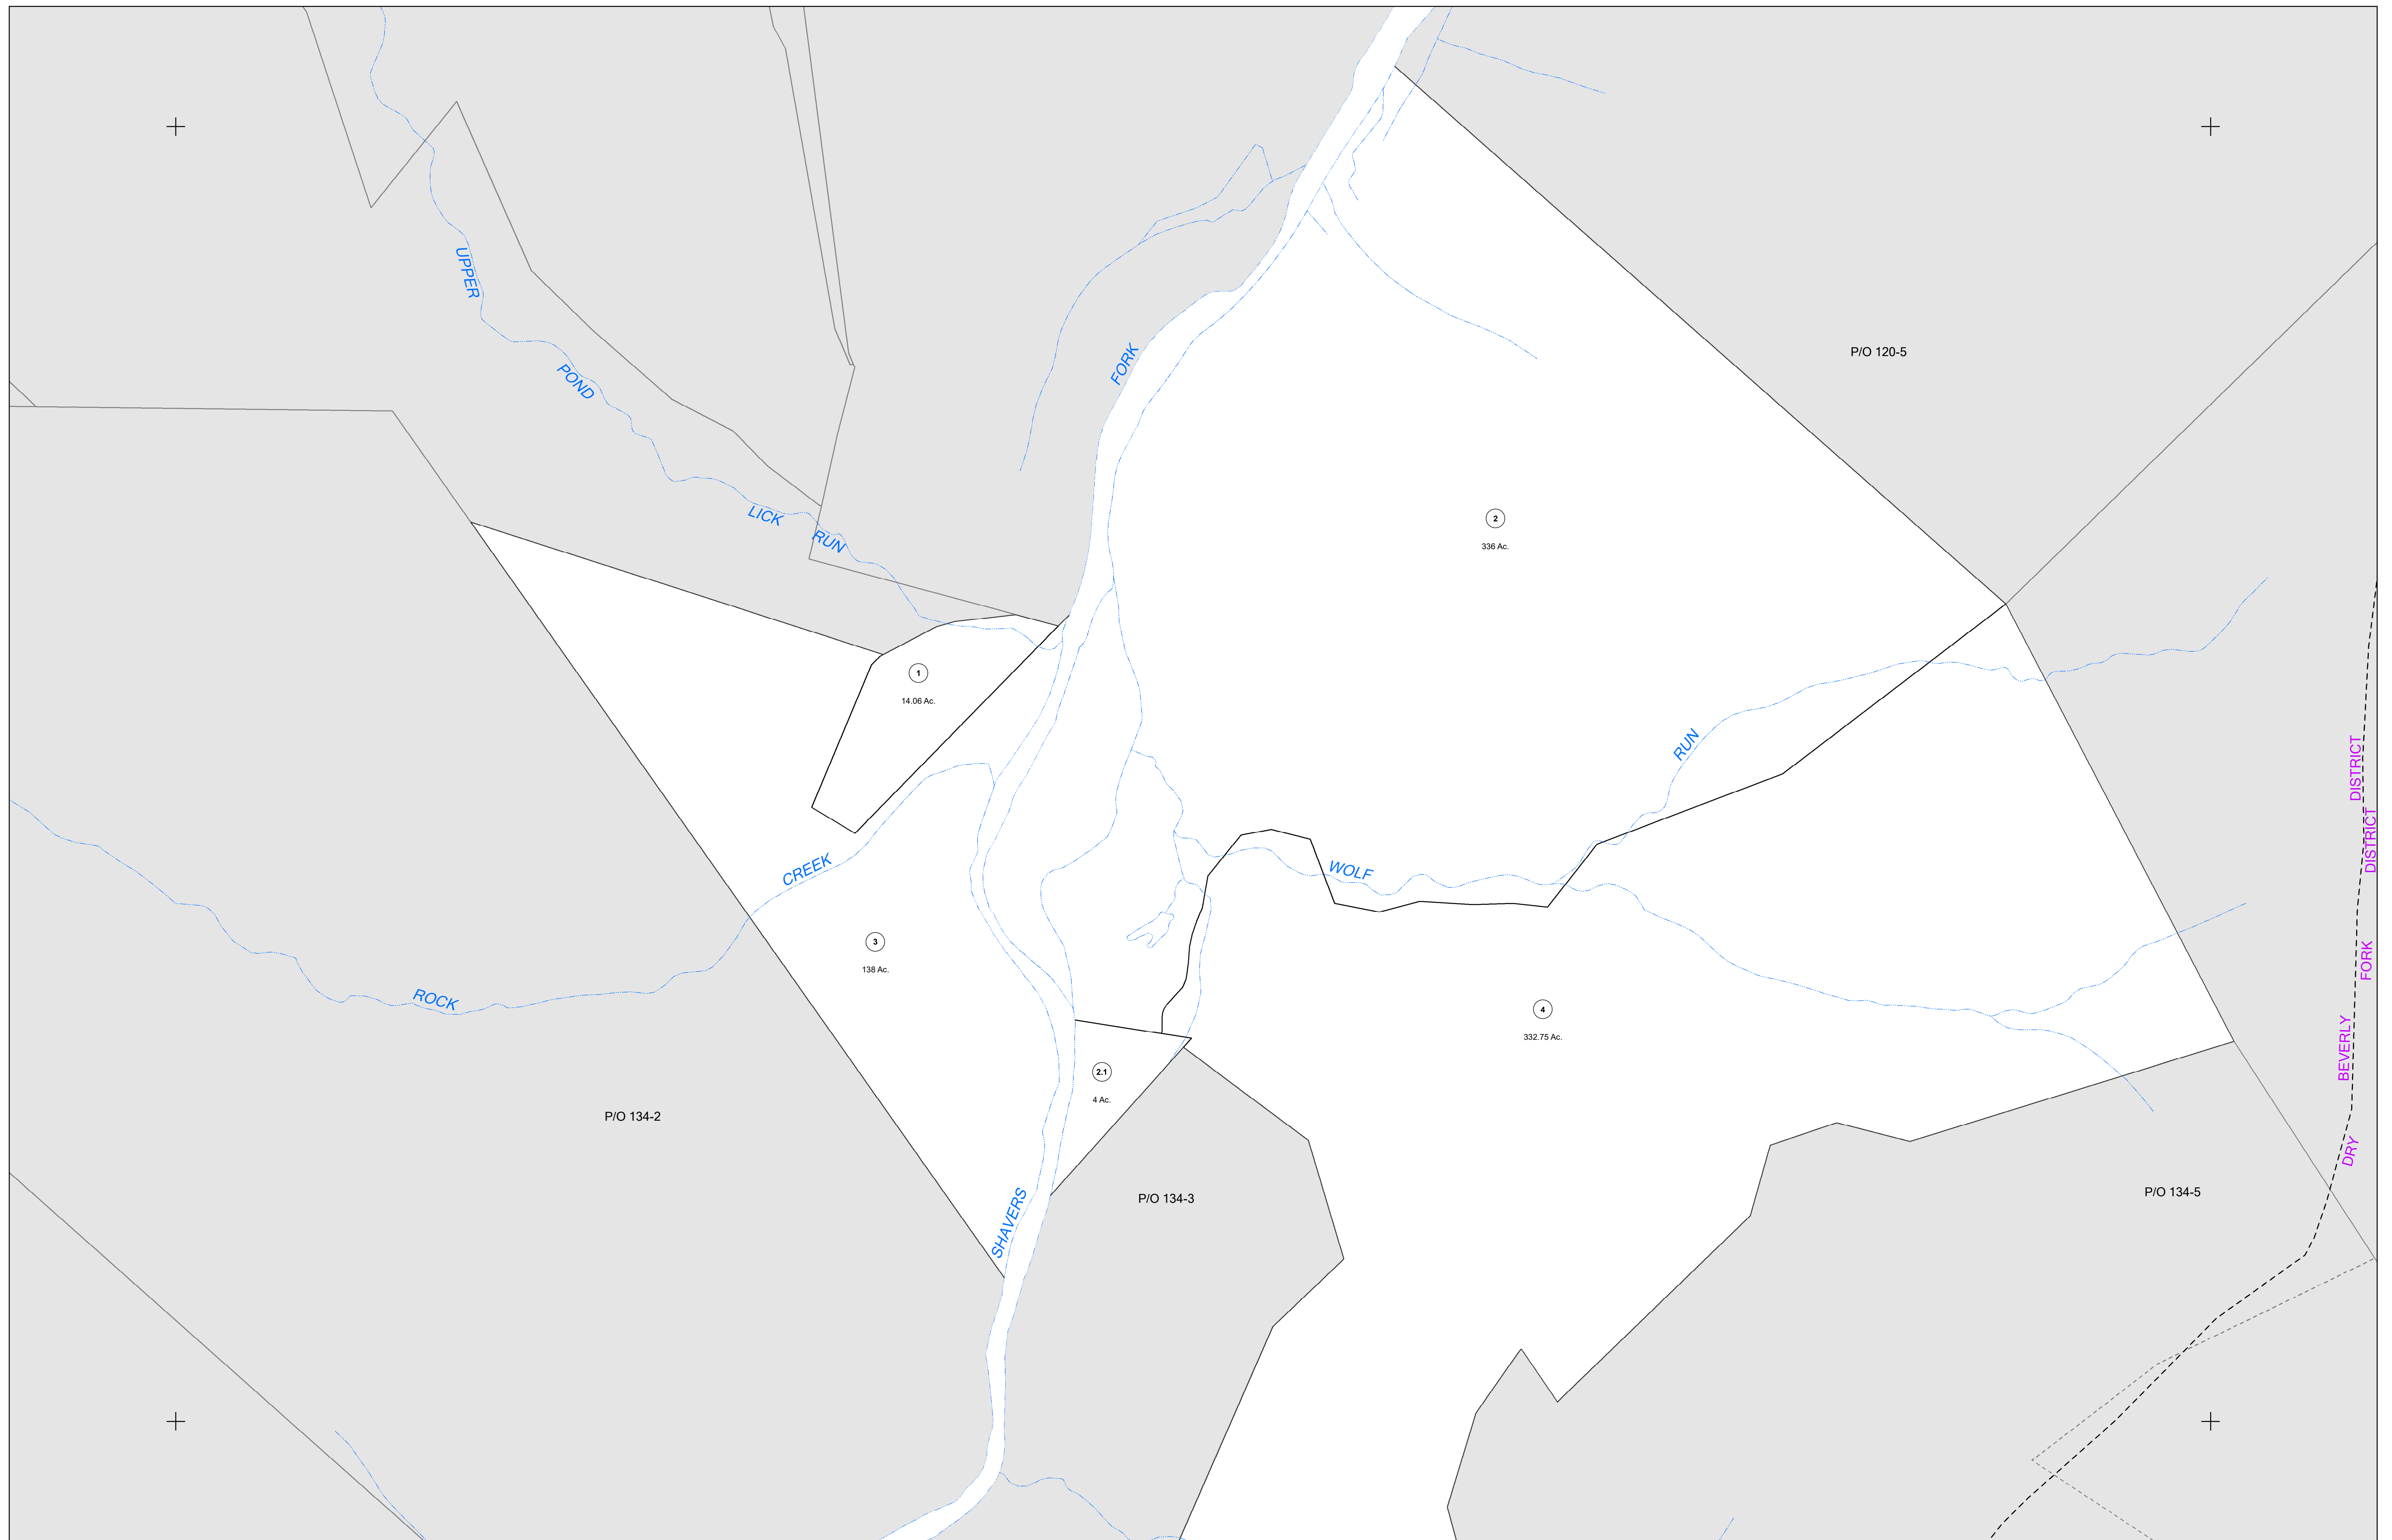 UPPER
POND
LICK
RUN
FORK
P/O 120-5
2
336 Ac.
1
14.06 Ac.
RUN
DISTRICT
DISTRICT
CREEK
WOLF
3
138 Ac.
ROCK
FORK
4
332.75 Ac.
BEVERLY
2.1
4 Ac.
P/O 134-2
DRY
P/O 134-3
P/O 134-5
SHAVERS